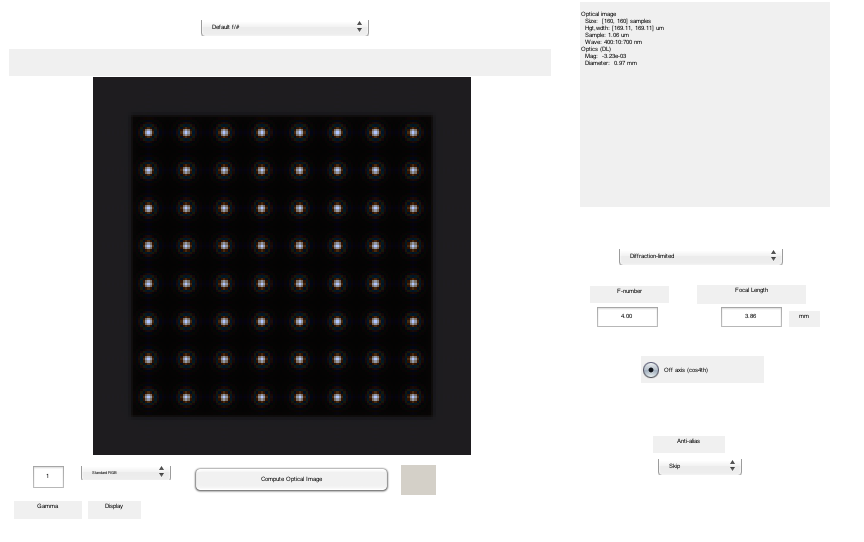 Default f/#
Optical image
Size: [160, 160] samples
Hgt,wdth: [169.11, 169.11] um
Sample: 1.06 um
Wave: 400:10:700 nm
Optics (DL)
Mag: -3.23e-03
Diameter: 0.97 mm
Diffraction-limited
F-number
Focal Length
4.00
3.86
mm
Off axis (cos4th)
Anti-alias
Skip
1
Standard RGB
Compute Optical Image
Gamma
Display